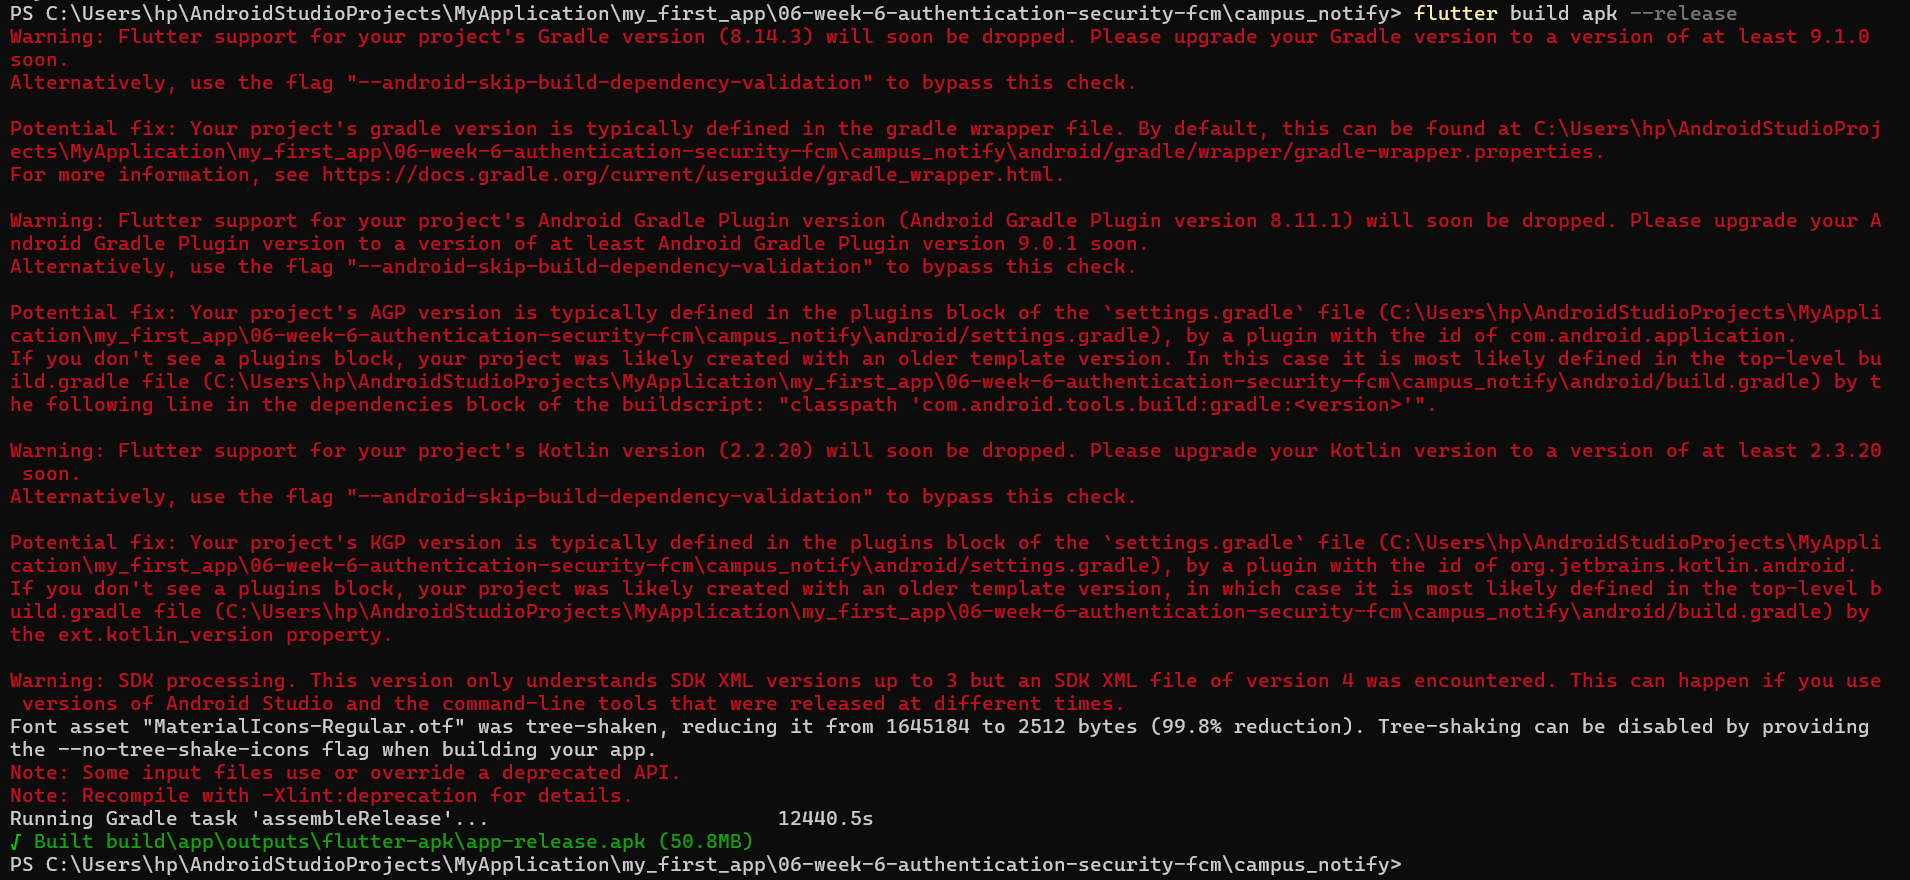 PS C:\Users\hp\AndroidStudioProjects\MyApplication\my_first_app\06-week-6-authentication-security-fcm\campus_notify> flutter build apk --release
Warning: Flutter support for your project's Gradle version (8.14.3) will soon be dropped. Please upgrade your Gradle version to a version of at least 9.1.0
soon.
Alternatively, use the flag "--android-skip-build-dependency-validation" to bypass this check.
Potential fix: Your project's gradle version is typically defined in the gradle wrapper file. By default, this can be found at C:\Users\hp\AndroidStudioProj
ects\MyApplication\my_first_app\06-week-6-authentication-security-fcm\campus_notify\android/gradle/wrapper/gradle-wrapper.properties.
For more information, see https://docs.gradle.org/current/userguide/gradle_wrapper.html.
Warning: Flutter support for your project's Android Gradle Plugin version (Android Gradle Plugin version 8.11.1) will soon be dropped. Please upgrade your A
ndroid Gradle Plugin version to a version of at least Android Gradle Plugin version 9.0.1 soon.
Alternatively, use the flag "--android-skip-build-dependency-validation" to bypass this check.
Potential fix: Your project's AGP version is typically defined in the plugins block of the `settings.gradle` file (C:\Users\hp\AndroidStudioProjects\MyAppli
cation\my_first_app\06-week-6-authentication-security-fcm\campus_notify\android/settings.gradle), by a plugin with the id of com.android.application.
If you don't see a plugins block, your project was likely created with an older template version. In this case it is most likely defined in the top-level bu
ild.gradle file (C:\Users\hp\AndroidStudioProjects\MyApplication\my_first_app\06-week-6-authentication-security-fcm\campus_notify\android/build.gradle) by t
he following line in the dependencies block of the buildscript: "classpath 'com.android.tools.build:gradle:<version>'".
Warning: Flutter support for your project's Kotlin version (2.2.20) will soon be dropped. Please upgrade your Kotlin version to a version of at least 2.3.20
soon.
Alternatively, use the flag "--android-skip-build-dependency-validation" to bypass this check.
Potential fix: Your project's KGP version is typically defined in the plugins block of the `settings.gradle` file (C:\Users\hp\AndroidStudioProjects\MyAppli
cation\my_first_app\06-week-6-authentication-security-fcm\campus_notify\android/settings.gradle), by a plugin with the id of org.jetbrains.kotlin.android.
If you don't see a plugins block, your project was likely created with an older template version, in which case it is most likely defined in the top-level b
uild.gradle file (C:\Users\hp\AndroidStudioProjects\MyApplication\my_first_app\06-week-6-authentication-security-fcm\campus_notify\android/build.gradle) by
the ext.kotlin_version property.
Warning: SDK processing. This version only understands SDK XML versions up to 3 but an SDK XML file of version 4 was encountered. This can happen if you use
versions of Android Studio and the command-line tools that were released at different times.
Font asset "MaterialIcons-Regular.otf" was tree-shaken, reducing it from 1645184 to 2512 bytes (99.8% reduction). Tree-shaking can be disabled by providing
the --no-tree-shake-icons flag when building your app.
Note: Some input files use or override a deprecated API.
Note: Recompile with -Xlint:deprecation for details.
Running Gradle task 'assembleRelease'... 12440.5s
√ Built build\app\outputs\flutter-apk\app-release.apk (50.8MB)
PS C:\Users\hp\AndroidStudioProjects\MyApplication\my_first_app\06-week-6-authentication-security-fcm\campus_notify>